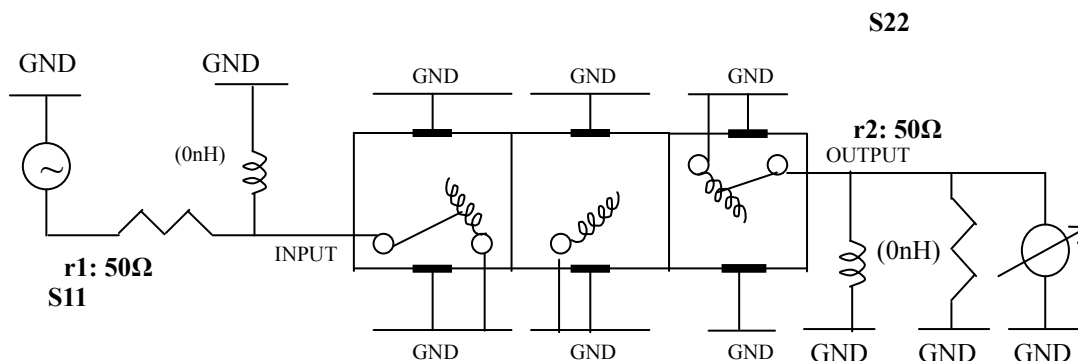 S22
GND
GND
GND
GND
GND
(0nH)
r2: 50Ω
OUTPUT
~
INPUT
(0nH)
r1: 50Ω
S11
GND
GND
GND
GND
GND
GND